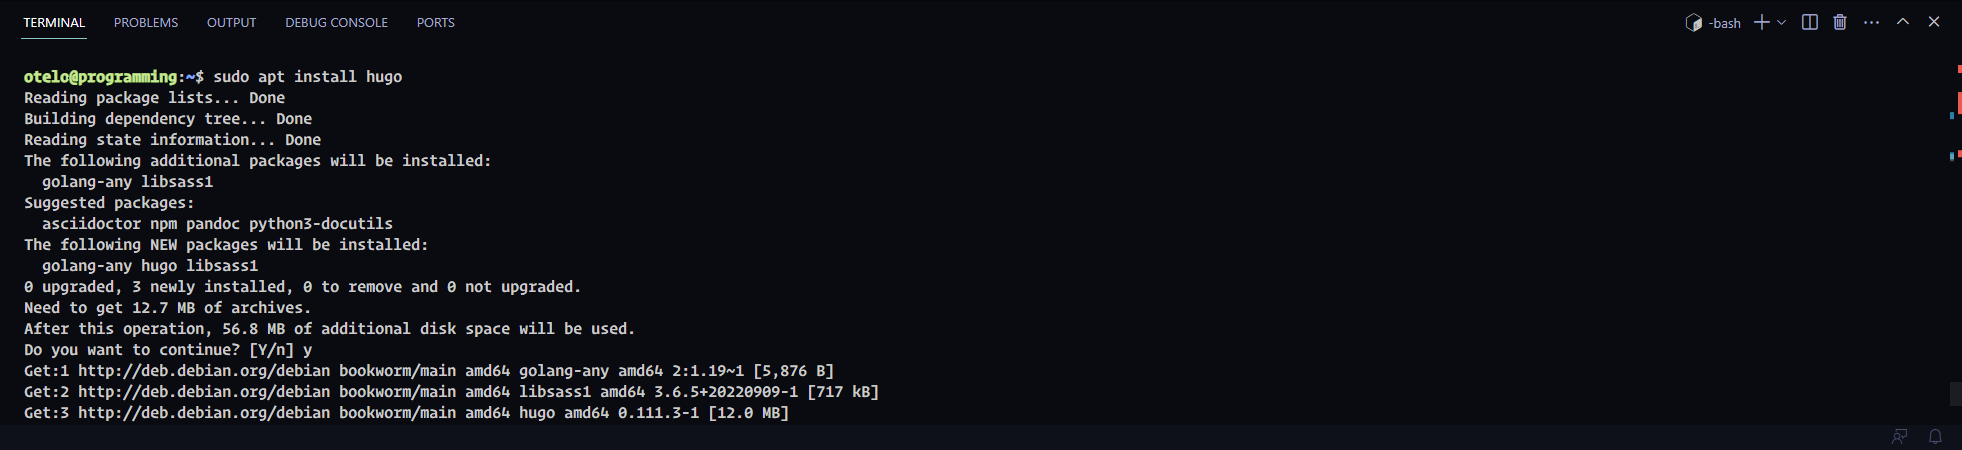 TERMINAL PROBLEMS OUTPUT DEBUG CONSOLE PORTS -bash
otelo@programming:~$ sudo apt install hugo
Reading package lists... Done
Building dependency tree... Done
Reading state information... Done
The following additional packages will be installed:
  golang-any libsass1
Suggested packages:
  asciidoctor npm pandoc python3-docutils
The following NEW packages will be installed:
  golang-any hugo libsass1
0 upgraded, 3 newly installed, 0 to remove and 0 not upgraded.
Need to get 12.7 MB of archives.
After this operation, 56.8 MB of additional disk space will be used.
Do you want to continue? [Y/n] y
Get:1 http://deb.debian.org/debian bookworm/main amd64 golang-any amd64 2:1.19~1 [5,876 B]
Get:2 http://deb.debian.org/debian bookworm/main amd64 libsass1 amd64 3.6.5+20220909-1 [717 kB]
Get:3 http://deb.debian.org/debian bookworm/main amd64 hugo amd64 0.111.3-1 [12.0 MB]